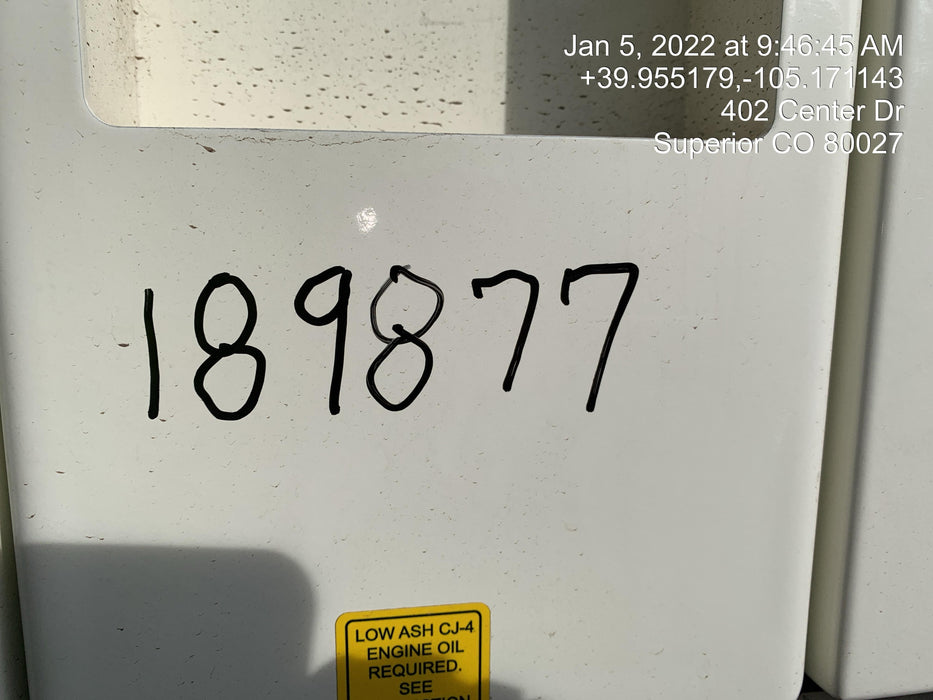 Jan 5, 2022 at 9:46:45 AM
+39.955179,-105.171143
402 Center Dr
Superior CO 80027
189877
LOW ASH CJ-4
ENGINE OIL
REQUIRED.
SEE